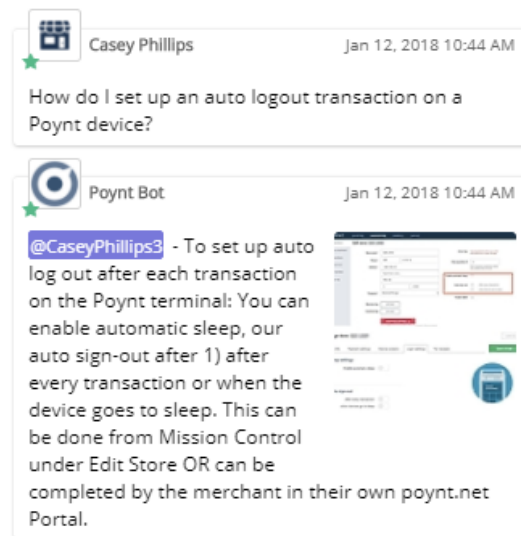 Casey Phillips
Jan 12, 2018 10:44 AM
How do I set up an auto logout transaction on a
Poynt device?
Poynt Bot
Jan 12, 2018 10:44 AM
@CaseyPhillips3 - To set up auto
log out after each transaction
on the Poynt terminal: You can
enable automatic sleep, our
auto sign-out after 1) after
every transaction or when the
device goes to sleep. This can
be done from Mission Control
under Edit Store OR can be
completed by the merchant in their own poynt.net
Portal.